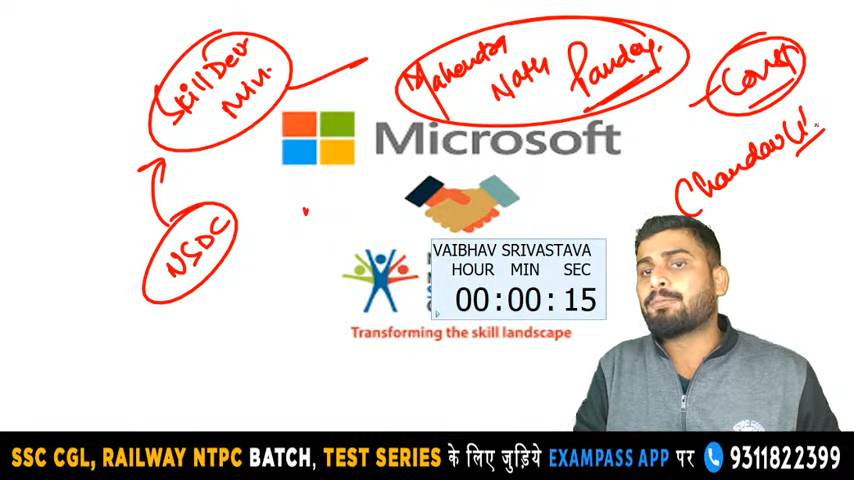 Skill Dev
Min.
Mahendra
Nath Pandey.
Const
Chandauli
Microsoft
NSDC
VAIBHAV SRIVASTAVA
HOUR MIN SEC
00:00:15
Transforming the skill landscape
SSC CGL, RAILWAY NTPC BATCH, TEST SERIES के लिए जुड़िये EXAMPASS APP पर 9311822399